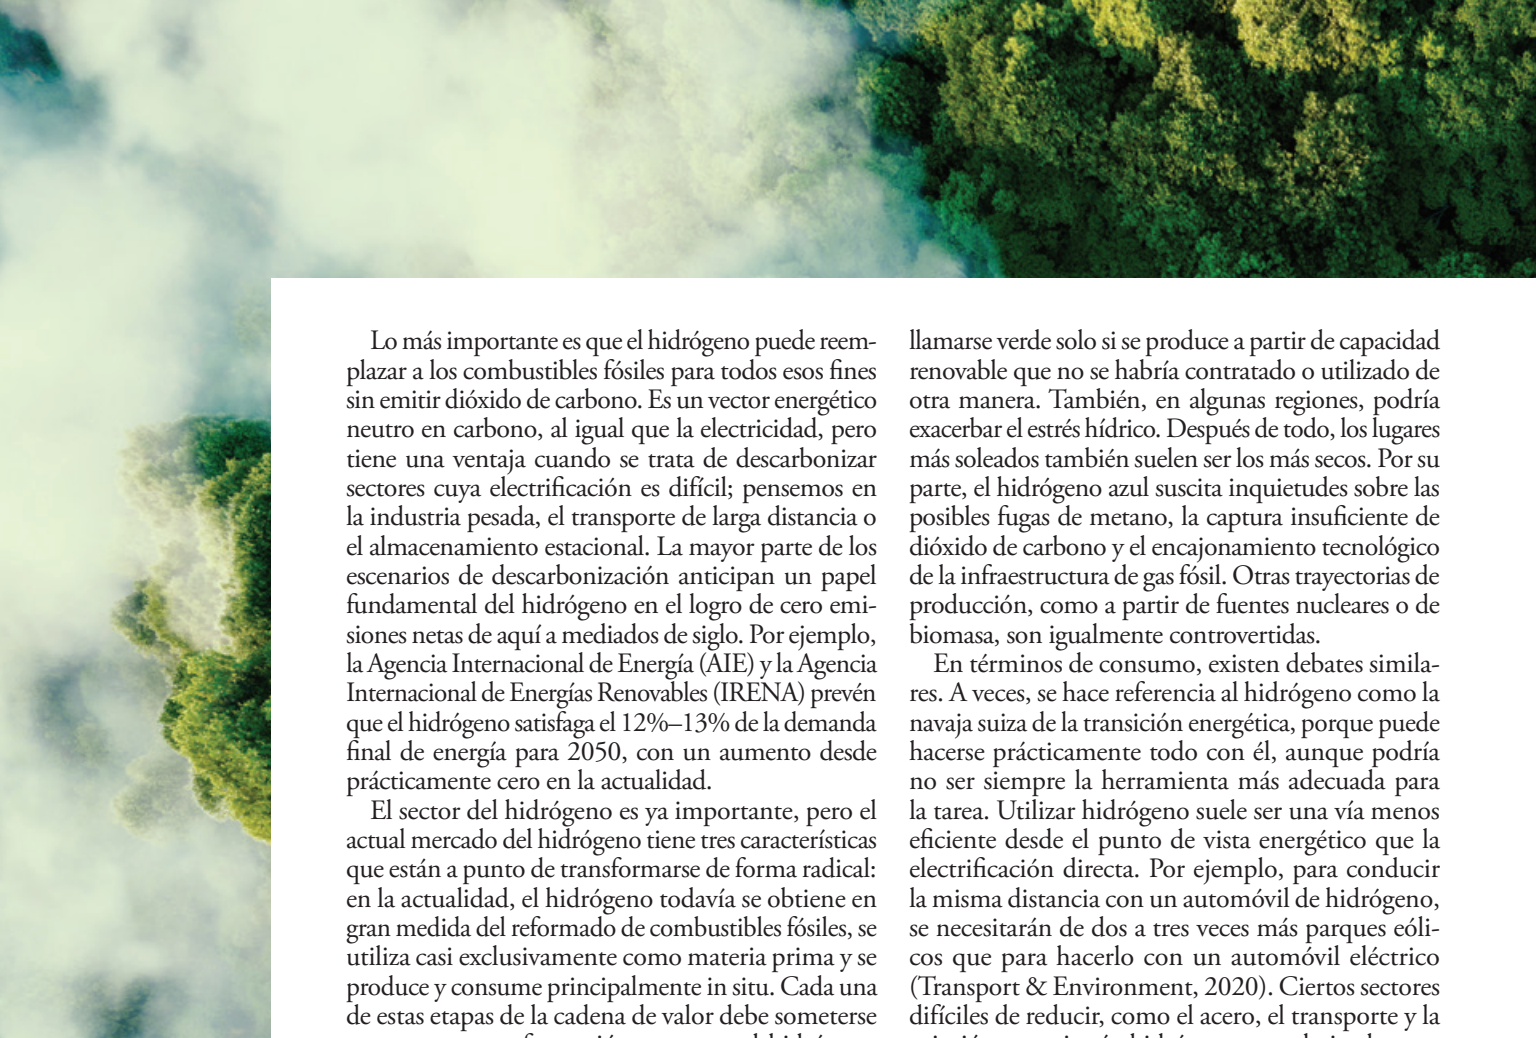 Lo más importante es que el hidrógeno puede reem-
plazar a los combustibles fósiles para todos esos fines
sin emitir dióxido de carbono. Es un vector energético
neutro en carbono, al igual que la electricidad, pero
tiene una ventaja cuando se trata de descarbonizar
sectores cuya electrificación es difícil; pensemos en
la industria pesada, el transporte de larga distancia o
el almacenamiento estacional. La mayor parte de los
escenarios de descarbonización anticipan un papel
fundamental del hidrógeno en el logro de cero emi-
siones netas de aquí a mediados de siglo. Por ejemplo,
la Agencia Internacional de Energía (AIE) y la Agencia
Internacional de Energías Renovables (IRENA) prevén
que el hidrógeno satisfaga el 12%–13% de la demanda
final de energía para 2050, con un aumento desde
prácticamente cero en la actualidad.
El sector del hidrógeno es ya importante, pero el
actual mercado del hidrógeno tiene tres características
que están a punto de transformarse de forma radical:
en la actualidad, el hidrógeno todavía se obtiene en
gran medida del reformado de combustibles fósiles, se
utiliza casi exclusivamente como materia prima y se
produce y consume principalmente in situ. Cada una
de estas etapas de la cadena de valor debe someterse
llamarse verde solo si se produce a partir de capacidad
renovable que no se habría contratado o utilizado de
otra manera. También, en algunas regiones, podría
exacerbar el estrés hídrico. Después de todo, los lugares
más soleados también suelen ser los más secos. Por su
parte, el hidrógeno azul suscita inquietudes sobre las
posibles fugas de metano, la captura insuficiente de
dióxido de carbono y el encajonamiento tecnológico
de la infraestructura de gas fósil. Otras trayectorias de
producción, como a partir de fuentes nucleares o de
biomasa, son igualmente controvertidas.
En términos de consumo, existen debates simila-
res. A veces, se hace referencia al hidrógeno como la
navaja suiza de la transición energética, porque puede
hacerse prácticamente todo con él, aunque podría
no ser siempre la herramienta más adecuada para
la tarea. Utilizar hidrógeno suele ser una vía menos
eficiente desde el punto de vista energético que la
electrificación directa. Por ejemplo, para conducir
la misma distancia con un automóvil de hidrógeno,
se necesitarán de dos a tres veces más parques eóli-
cos que para hacerlo con un automóvil eléctrico
(Transport & Environment, 2020). Ciertos sectores
difíciles de reducir, como el acero, el transporte y la